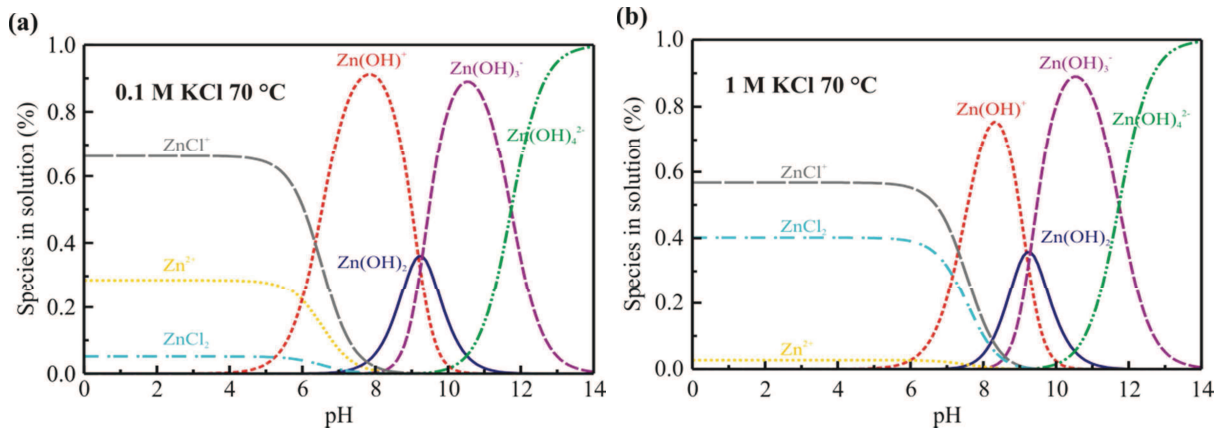 (a)
0.1 M KCl 70 °C
Species in solution (%)
1.0
0.8
0.6
0.4
0.2
0.0
ZnCl⁺
Zn²⁺
ZnCl₂
Zn(OH)⁺
Zn(OH)₂
Zn(OH)₃⁻
Zn(OH)₄²⁻
0 2 4 6 8 10 12 14
pH
(b)
1 M KCl 70 °C
Species in solution (%)
1.0
0.8
0.6
0.4
0.2
0.0
ZnCl⁺
ZnCl₂
Zn²⁺
Zn(OH)⁺
Zn(OH)₂
Zn(OH)₃⁻
Zn(OH)₄²⁻
0 2 4 6 8 10 12 14
pH